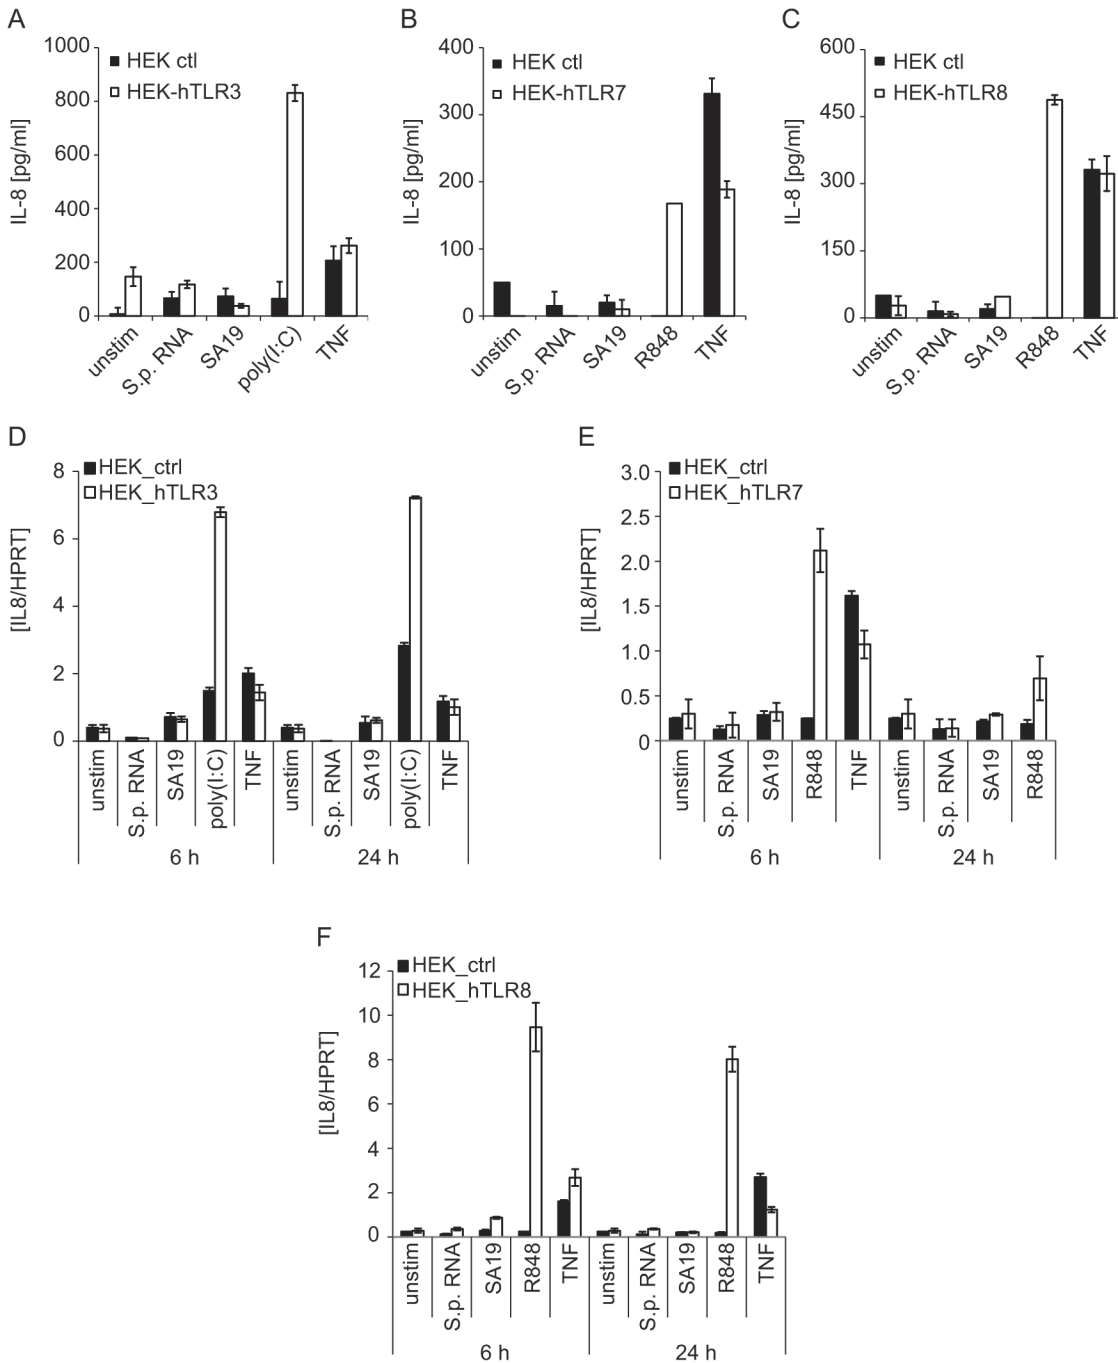 A
1000
800
600
400
200
0
IL-8 [pg/ml]
HEK ctl
HEK-hTLR3
unstim
S.p. RNA
SA19
poly(I:C)
TNF
B
400
300
200
100
0
IL-8 [pg/ml]
HEK ctl
HEK-hTLR7
unstim
S.p. RNA
SA19
R848
TNF
C
600
450
300
150
0
IL-8 [pg/ml]
HEK ctl
HEK-hTLR8
unstim
S.p. RNA
SA19
R848
TNF
D
8
6
4
2
0
[IL8/HPRT]
HEK_ctrl
HEK_hTLR3
unstim
S.p. RNA
SA19
poly(I:C)
TNF
unstim
S.p. RNA
SA19
poly(I:C)
TNF
6 h
24 h
E
3.0
2.5
2.0
1.5
1.0
0.5
0
[IL8/HPRT]
HEK_ctrl
HEK_hTLR7
unstim
S.p. RNA
SA19
R848
TNF
unstim
S.p. RNA
SA19
R848
6 h
24 h
F
12
10
8
6
4
2
0
[IL8/HPRT]
HEK_ctrl
HEK_hTLR8
unstim
S.p. RNA
SA19
R848
TNF
unstim
S.p. RNA
SA19
R848
TNF
6 h
24 h